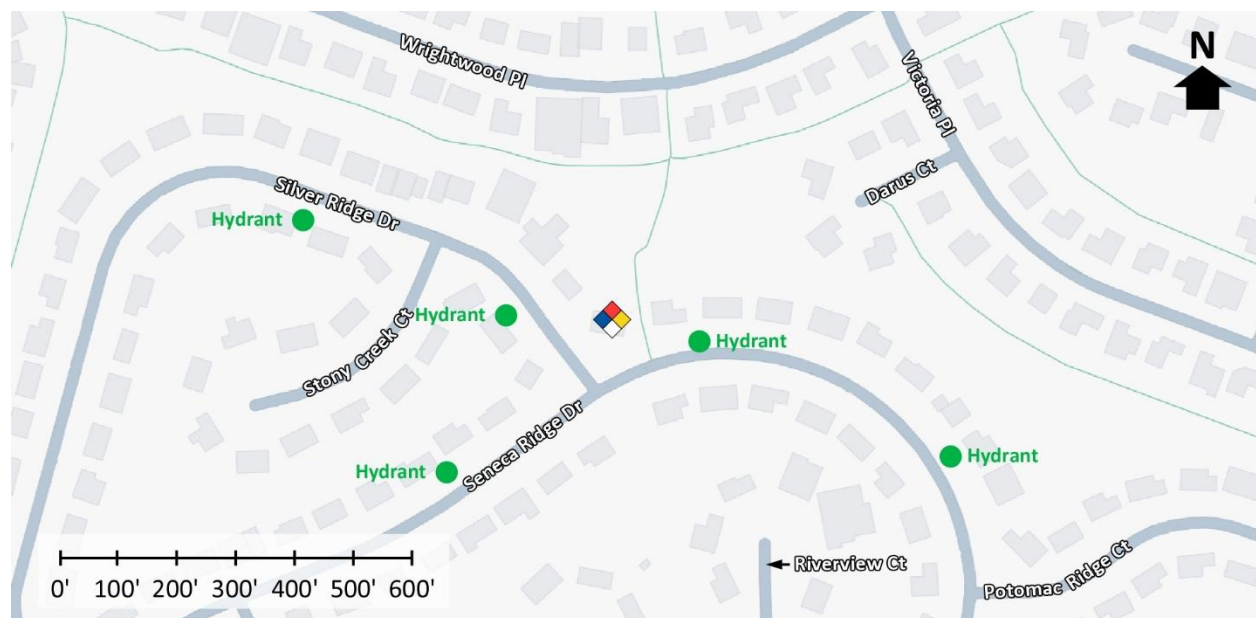 Wrightwood Pl
N
Victoria Pl
Darus Ct
Silver Ridge Dr
Hydrant
Hydrant
Stony Creek Ct
Hydrant
Seneca Ridge Dr
Hydrant
Hydrant
Riverview Ct
Potomac Ridge Ct
0' 100' 200' 300' 400' 500' 600'